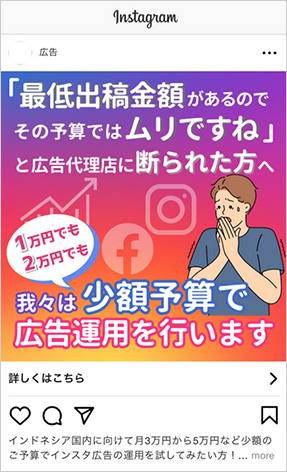 Instagram
広告
「最低出稿金額があるので
その予算ではムリですね」
と広告代理店に断られた方へ
1万円でも
2万円でも
我々は少額予算で
広告運用を行います
詳しくはこちら
インドネシア国内に向けて月3万円から5万円など少額の
ご予算でインスタ広告の運用を試してみたい方！... more